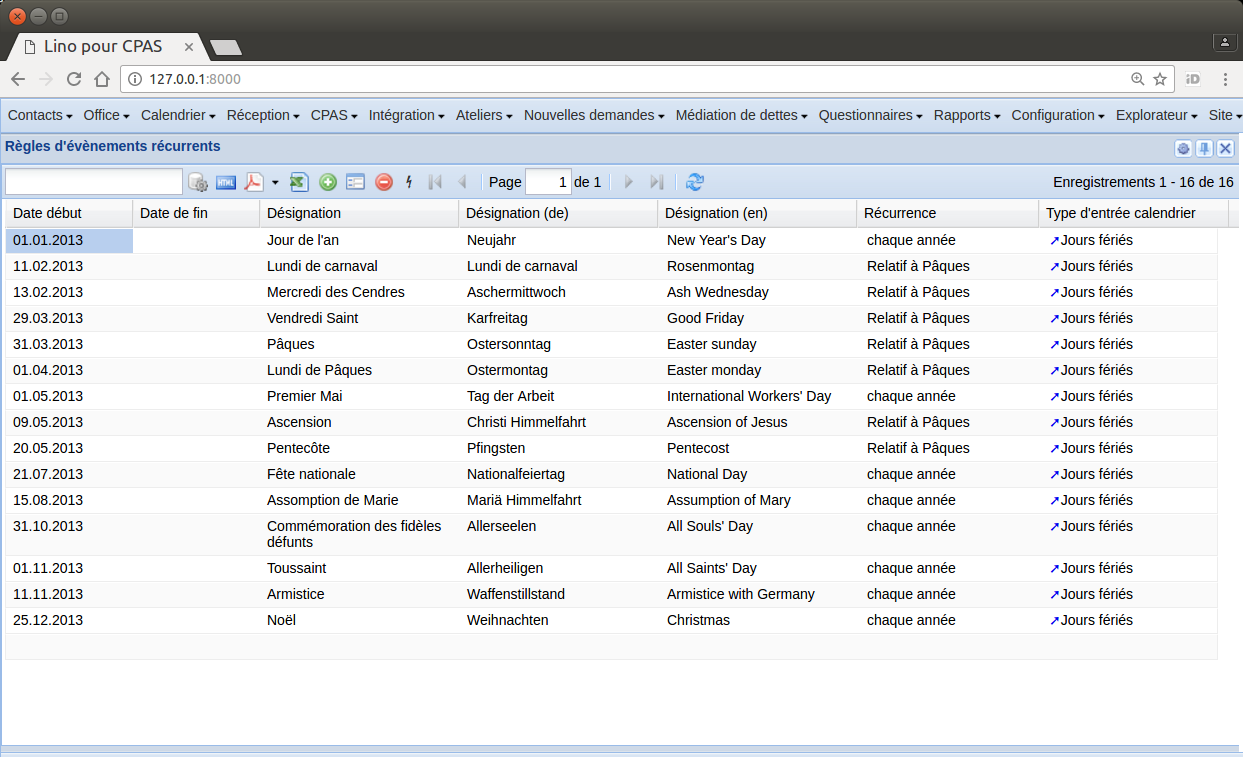 Lino pour CPAS
127.0.0.1:8000
iD
Contacts Office Calendrier Réception CPAS Intégration Ateliers Nouvelles demandes Médiation de dettes Questionnaires Rapports Configuration Explorateur Site
Règles d'évènements récurrents
HTML Page 1 de 1 Enregistrements 1 - 16 de 16
Date début Date de fin Désignation Désignation (de) Désignation (en) Récurrence Type d'entrée calendrier
01.01.2013 Jour de l'an Neujahr New Year's Day chaque année Jours fériés
11.02.2013 Lundi de carnaval Lundi de carnaval Rosenmontag Relatif à Pâques Jours fériés
13.02.2013 Mercredi des Cendres Aschermittwoch Ash Wednesday Relatif à Pâques Jours fériés
29.03.2013 Vendredi Saint Karfreitag Good Friday Relatif à Pâques Jours fériés
31.03.2013 Pâques Ostersonntag Easter sunday Relatif à Pâques Jours fériés
01.04.2013 Lundi de Pâques Ostermontag Easter monday Relatif à Pâques Jours fériés
01.05.2013 Premier Mai Tag der Arbeit International Workers' Day chaque année Jours fériés
09.05.2013 Ascension Christi Himmelfahrt Ascension of Jesus Relatif à Pâques Jours fériés
20.05.2013 Pentecôte Pfingsten Pentecost Relatif à Pâques Jours fériés
21.07.2013 Fête nationale Nationalfeiertag National Day chaque année Jours fériés
15.08.2013 Assomption de Marie Mariä Himmelfahrt Assumption of Mary chaque année Jours fériés
31.10.2013 Commémoration des fidèles Allerseelen All Souls' Day chaque année Jours fériés
défunts
01.11.2013 Toussaint Allerheiligen All Saints' Day chaque année Jours fériés
11.11.2013 Armistice Waffenstillstand Armistice with Germany chaque année Jours fériés
25.12.2013 Noël Weihnachten Christmas chaque année Jours fériés